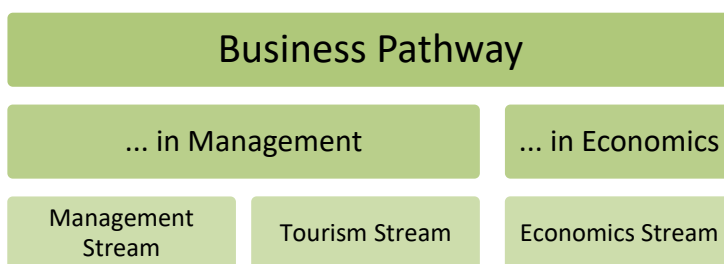 Business Pathway
... in Management
... in Economics
Management
Stream
Tourism Stream
Economics Stream